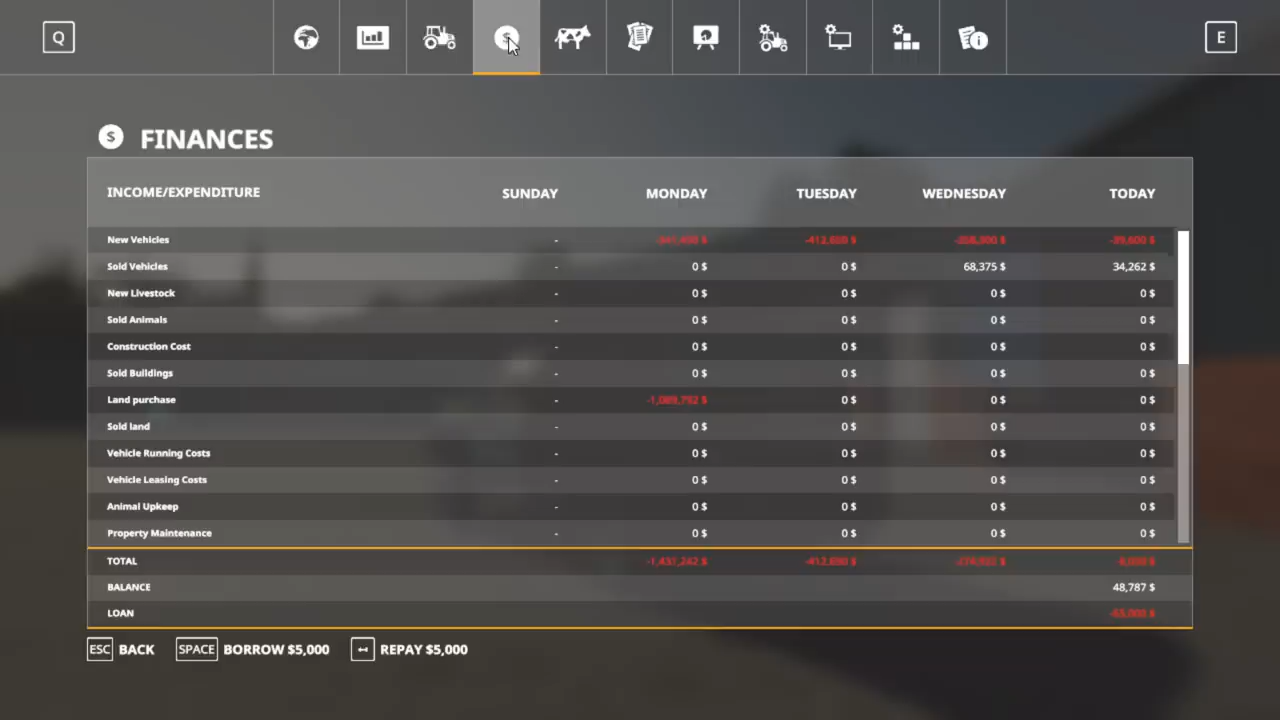 Q
E
$ FINANCES
INCOME/EXPENDITURE SUNDAY MONDAY TUESDAY WEDNESDAY TODAY
New Vehicles -
Sold Vehicles - 0 $ 0 $ 68,375 $ 34,262 $
New Livestock - 0 $ 0 $ 0 $ 0 $
Sold Animals - 0 $ 0 $ 0 $ 0 $
Construction Cost - 0 $ 0 $ 0 $ 0 $
Sold Buildings - 0 $ 0 $ 0 $ 0 $
Land purchase - 0 $ 0 $ 0 $
Sold land - 0 $ 0 $ 0 $ 0 $
Vehicle Running Costs - 0 $ 0 $ 0 $ 0 $
Vehicle Leasing Costs - 0 $ 0 $ 0 $ 0 $
Animal Upkeep - 0 $ 0 $ 0 $ 0 $
Property Maintenance - 0 $ 0 $ 0 $ 0 $
TOTAL -1,431,242 $
BALANCE 48,787 $
LOAN
ESC BACK SPACE BORROW $5,000 ↔ REPAY $5,000